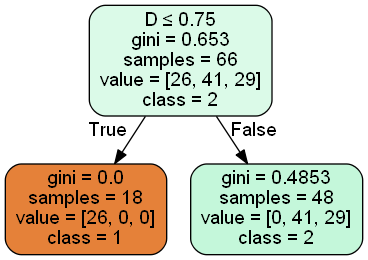 D ≤ 0.75
gini = 0.653
samples = 66
value = [26, 41, 29]
class = 2
True
False
gini = 0.0
samples = 18
value = [26, 0, 0]
class = 1
gini = 0.4853
samples = 48
value = [0, 41, 29]
class = 2